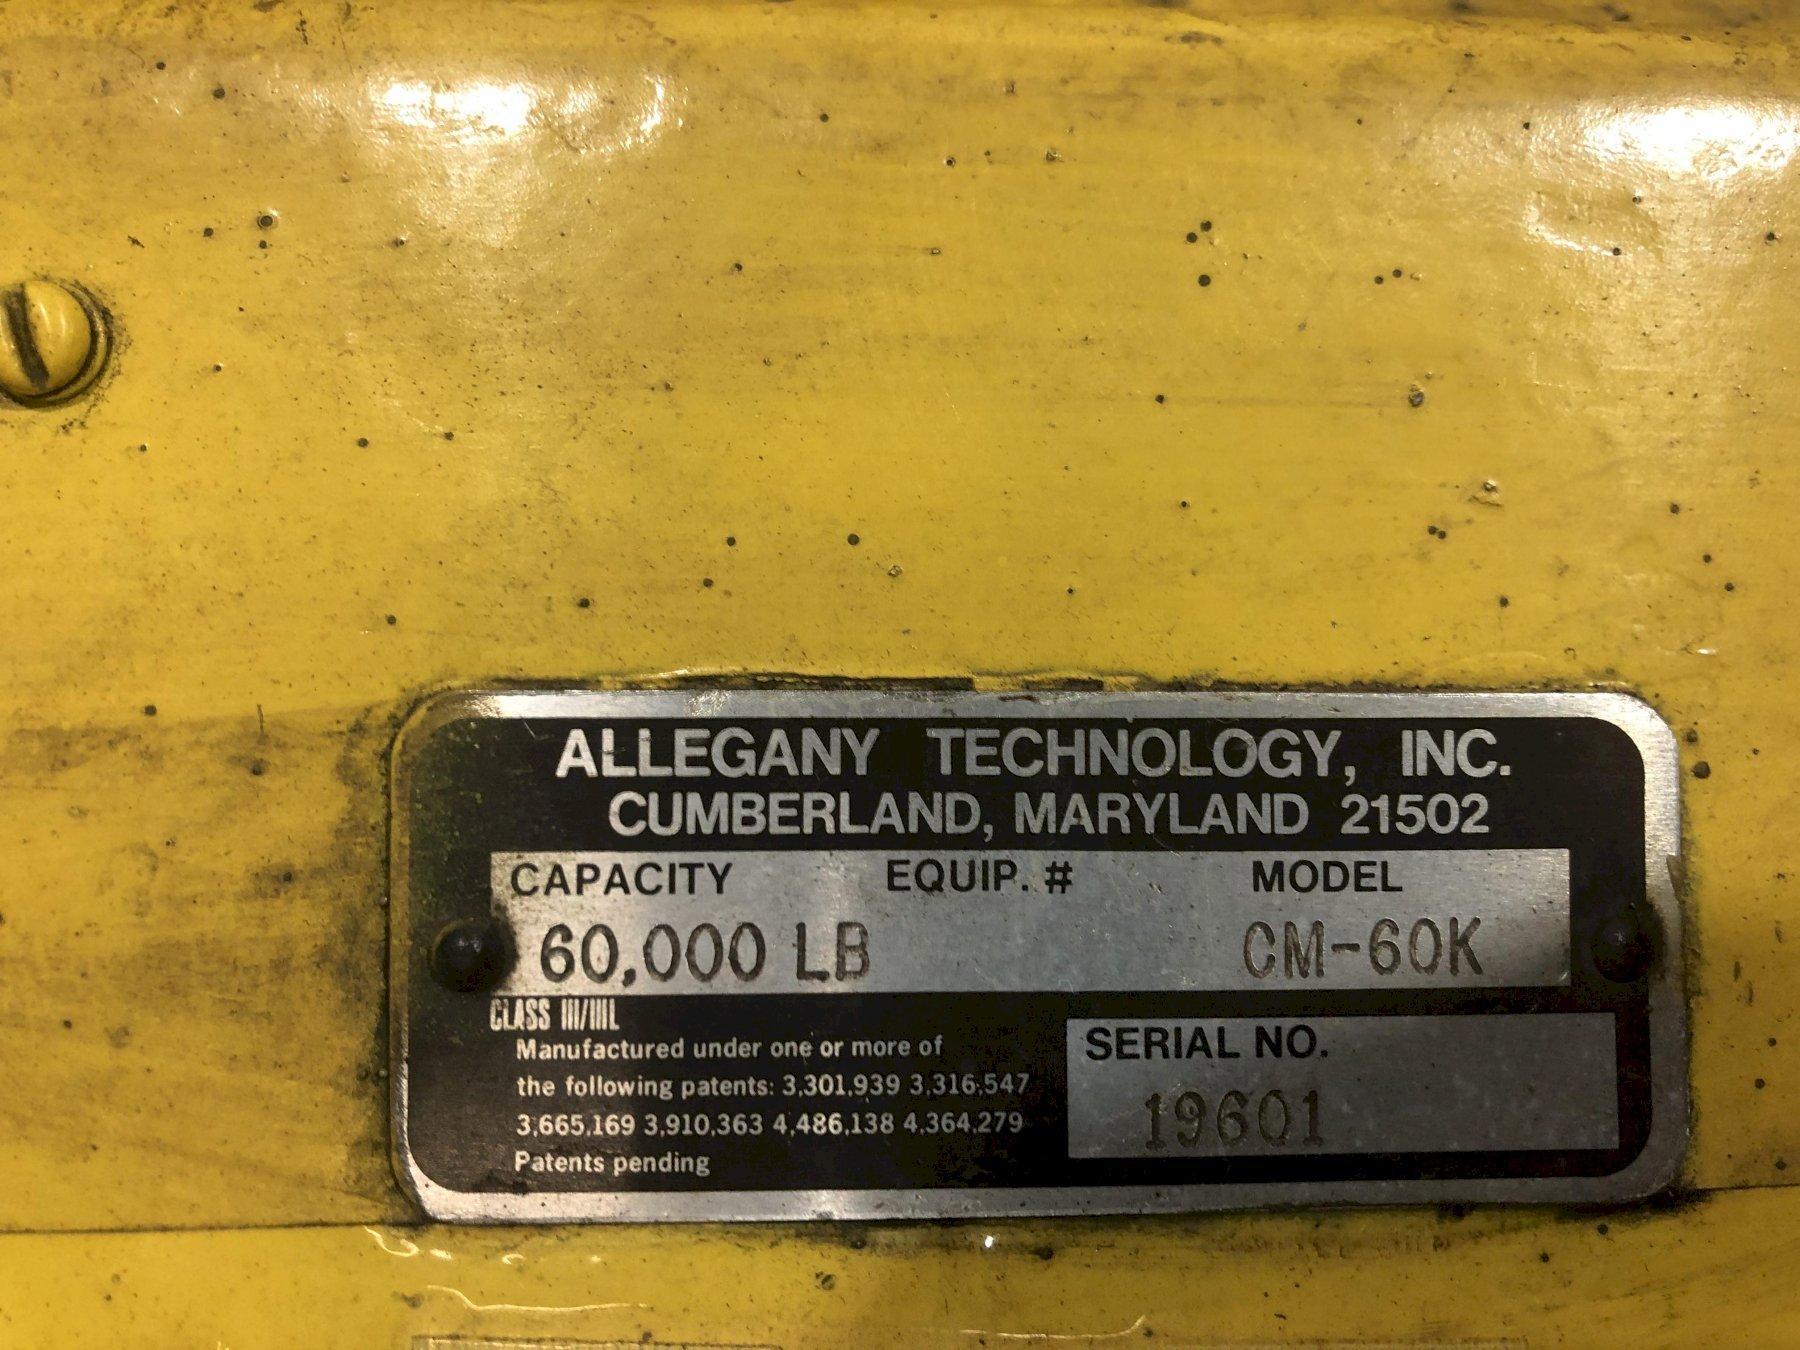 ALLEGANY TECHNOLOGY, INC.
CUMBERLAND, MARYLAND 21502
CAPACITY EQUIP. # MODEL
60,000 LB CM-60K
CLASS III/IIIL
Manufactured under one or more of
the following patents: 3,301,939 3,316,547
3,665,169 3,910,363 4,486,138 4,364,279
Patents pending
SERIAL NO.
19601